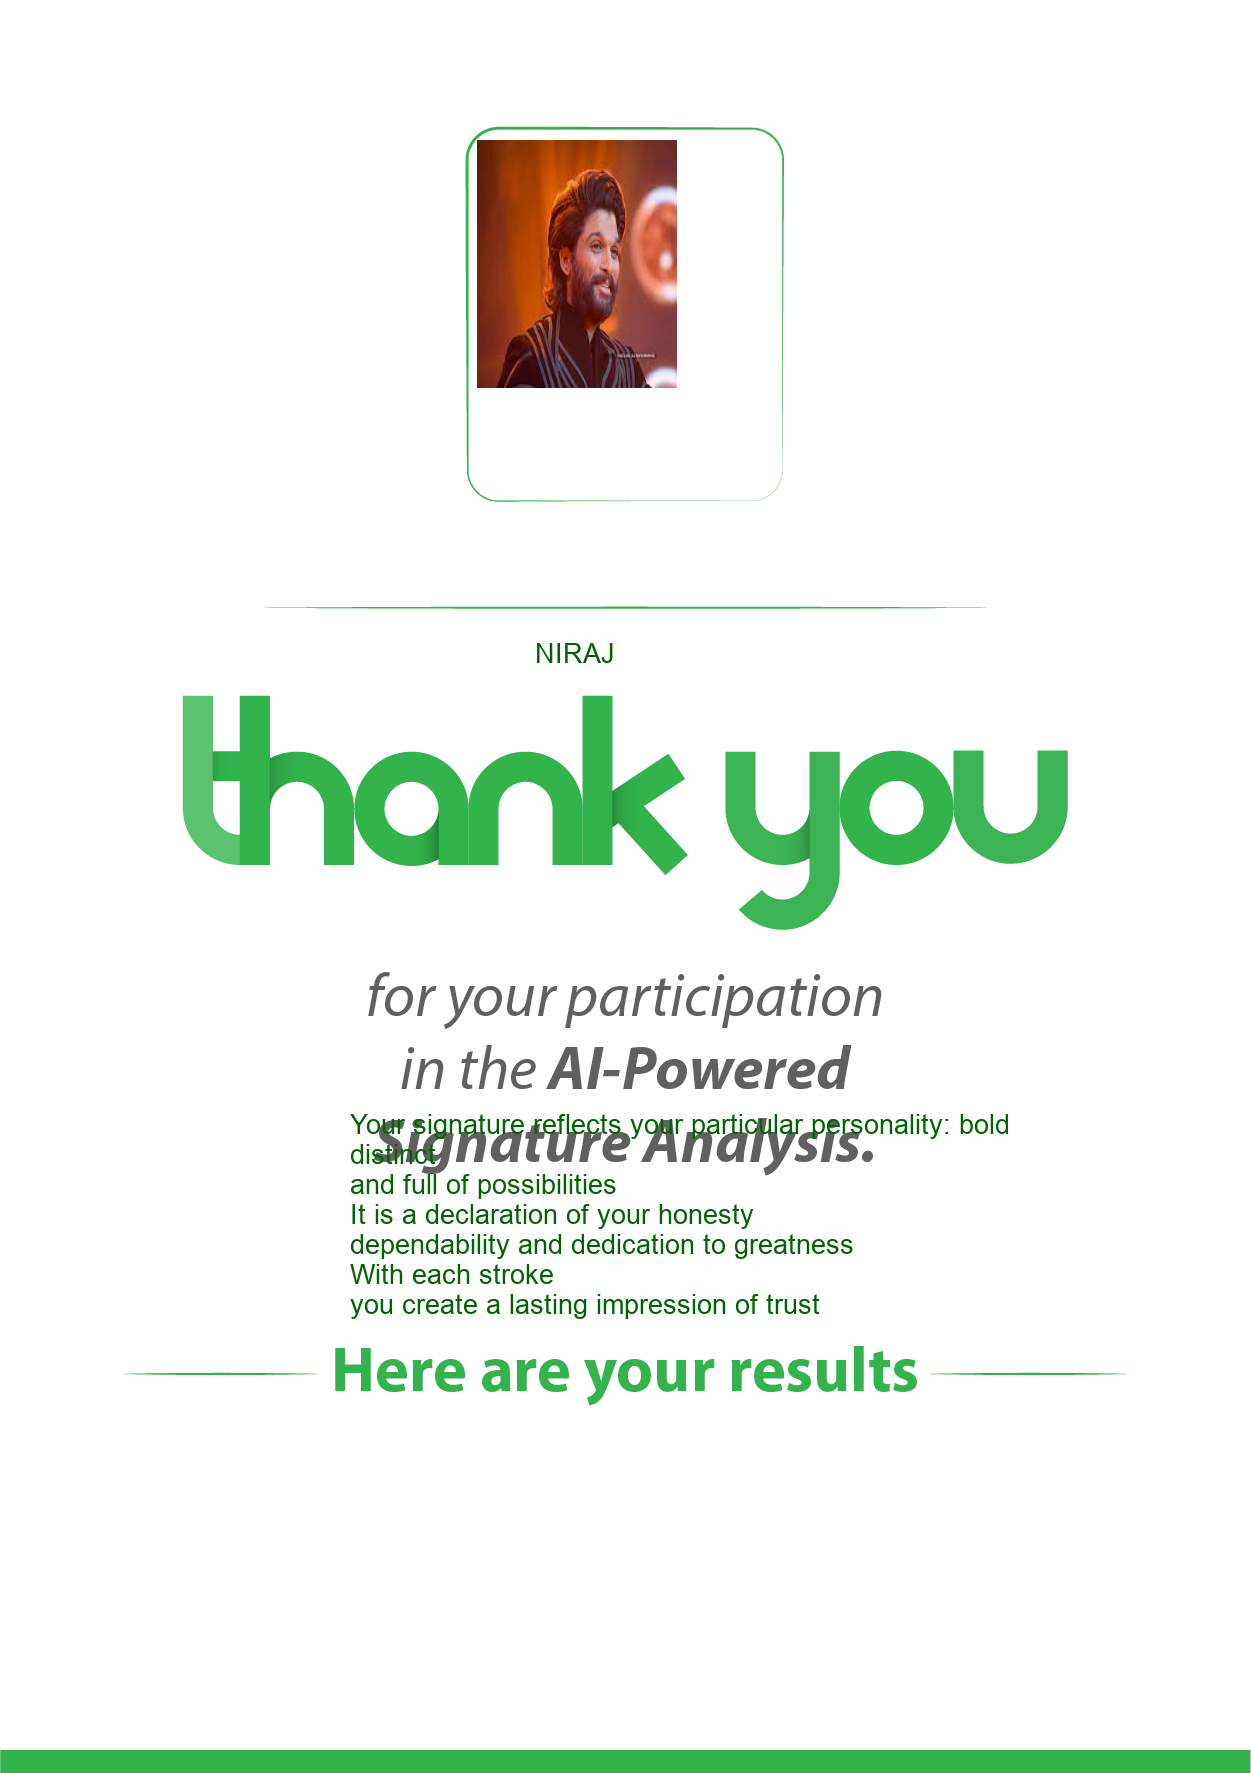 NIRAJ
thank you
for your participation
in the AI-Powered
Signature Analysis.
Your signature reflects your particular personality: bold
distinct
and full of possibilities
It is a declaration of your honesty
dependability and dedication to greatness
With each stroke
you create a lasting impression of trust
Here are your results